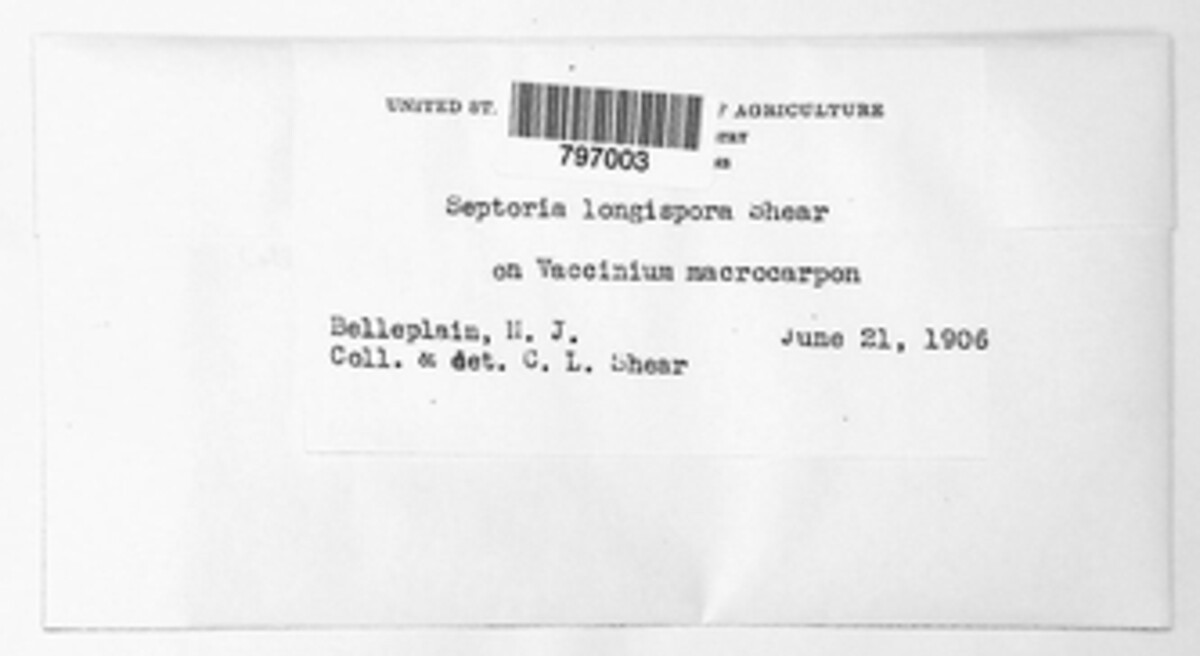 UNITED ST. AGRICULTURE
797003
Septoria longispora Shear
on Vaccinium macrocarpon
Belleplain, N. J. June 21, 1906
Coll. & det. C. L. Shear